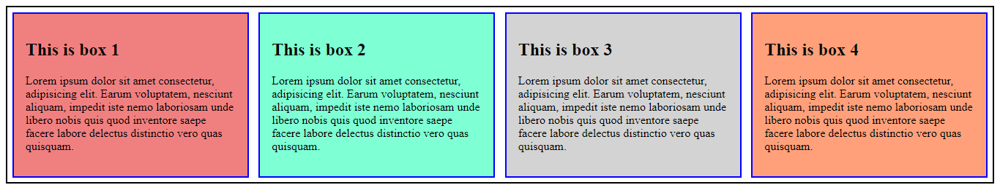 This is box 1
Lorem ipsum dolor sit amet consectetur,
adipisicing elit. Earum voluptatem, nesciunt
aliquam, impedit iste nemo laboriosam unde
libero nobis quis quod inventore saepe
facere labore delectus distinctio vero quas
quisquam.
This is box 2
Lorem ipsum dolor sit amet consectetur,
adipisicing elit. Earum voluptatem, nesciunt
aliquam, impedit iste nemo laboriosam unde
libero nobis quis quod inventore saepe
facere labore delectus distinctio vero quas
quisquam.
This is box 3
Lorem ipsum dolor sit amet consectetur,
adipisicing elit. Earum voluptatem, nesciunt
aliquam, impedit iste nemo laboriosam unde
libero nobis quis quod inventore saepe
facere labore delectus distinctio vero quas
quisquam.
This is box 4
Lorem ipsum dolor sit amet consectetur,
adipisicing elit. Earum voluptatem, nesciunt
aliquam, impedit iste nemo laboriosam unde
libero nobis quis quod inventore saepe
facere labore delectus distinctio vero quas
quisquam.